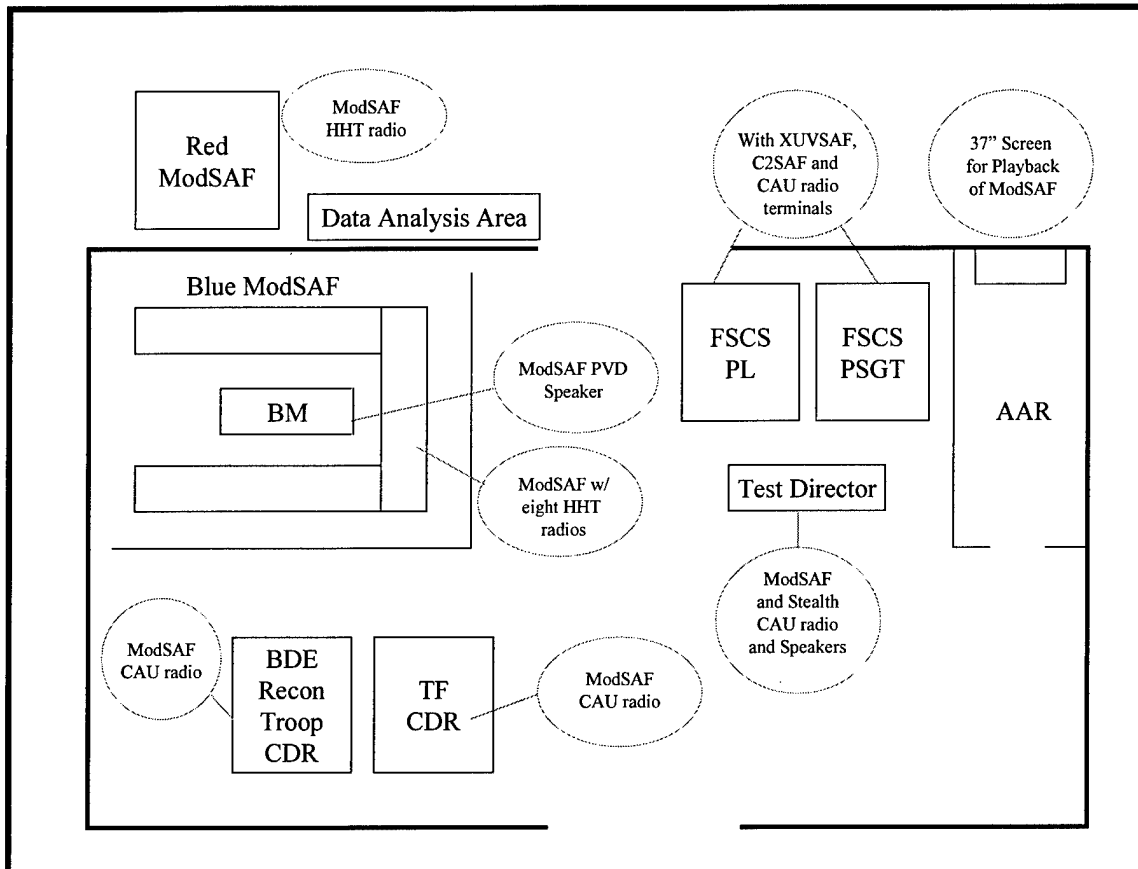 ModSAF
HHT radio
Red
ModSAF
Data Analysis Area
With XUVSAF,
C2SAF and
CAU radio
terminals
37” Screen
for Playback
of ModSAF
Blue ModSAF
BM
ModSAF PVD
Speaker
ModSAF w/
eight HHT
radios
FSCS
PL
FSCS
PSGT
AAR
Test Director
ModSAF
and Stealth
CAU radio
and Speakers
ModSAF
CAU radio
BDE
Recon
Troop
CDR
TF
CDR
ModSAF
CAU radio